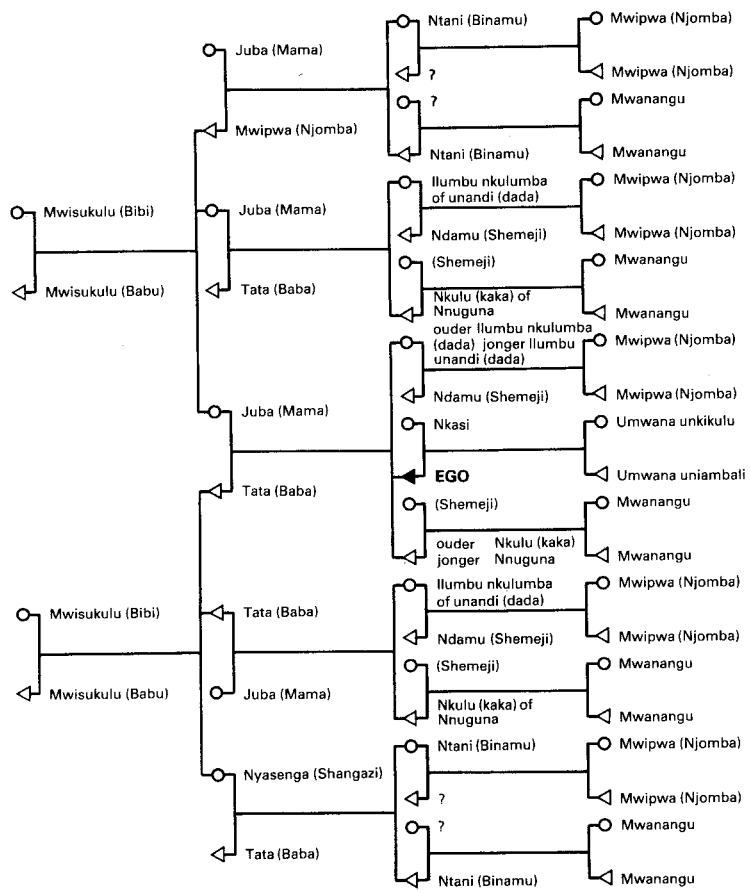 Mwisukulu (Bibi)
Mwisukulu (Babu)
Mwisukulu (Bibi)
Mwisukulu (Babu)
Juba (Mama)
Mwipwa (Njomba)
Juba (Mama)
Tata (Baba)
Juba (Mama)
Tata (Baba)
Tata (Baba)
Juba (Mama)
Nyasenga (Shangazi)
Tata (Baba)
Ntani (Binamu)
?
?
Ntani (Binamu)
Ilumbu nkulumba
of unandi (dada)
Ndamu (Shemeji)
(Shemeji)
Nkulu (kaka) of
Nnuguna
ouder Ilumbu nkulumba
(dada) jonger Ilumbu
unandi (dada)
Ndamu (Shemeji)
Nkasi
EGO
(Shemeji)
ouder Nkulu (kaka)
jonger Nnuguna
Ilumbu nkulumba
of unandi (dada)
Ndamu (Shemeji)
(Shemeji)
Nkulu (kaka) of
Nnuguna
Ntani (Binamu)
?
?
Ntani (Binamu)
Mwipwa (Njomba)
Mwipwa (Njomba)
Mwanangu
Mwanangu
Mwipwa (Njomba)
Mwipwa (Njomba)
Mwanangu
Mwanangu
Mwipwa (Njomba)
Mwipwa (Njomba)
Umwana unkikulu
Umwana uniambali
Mwanangu
Mwanangu
Mwipwa (Njomba)
Mwipwa (Njomba)
Mwanangu
Mwanangu
Mwipwa (Njomba)
Mwipwa (Njomba)
Mwanangu
Mwanangu